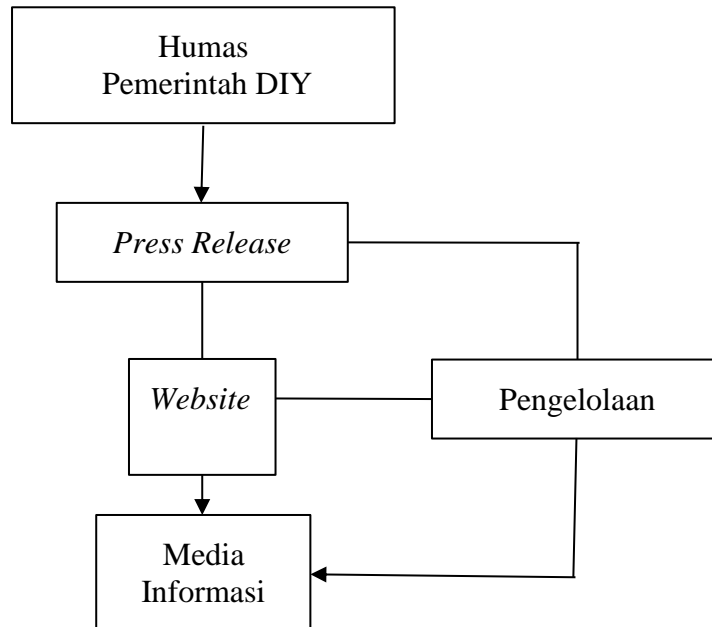 Humas
Pemerintah DIY
Press Release
Website
Pengelolaan
Media
Informasi